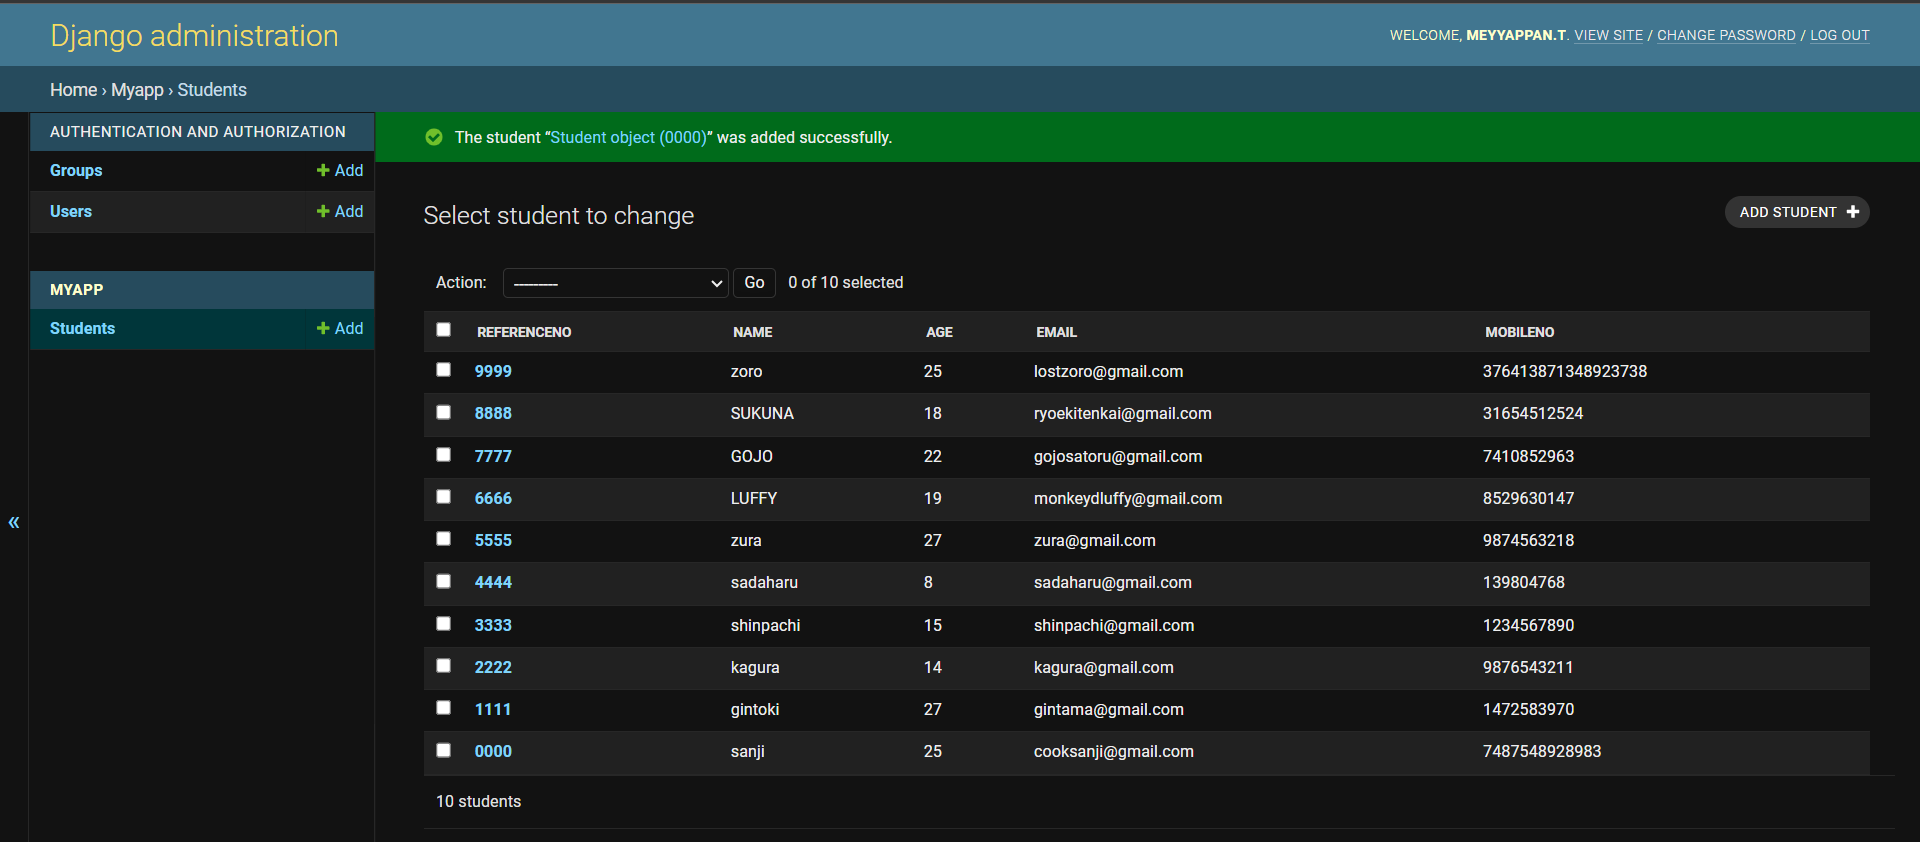 Django administration
WELCOME, MEYYAPPAN.T. VIEW SITE / CHANGE PASSWORD / LOG OUT
Home › Myapp › Students
AUTHENTICATION AND AUTHORIZATION
Groups + Add
Users + Add
MYAPP
Students + Add
«
The student “Student object (0000)” was added successfully.
Select student to change
ADD STUDENT +
Action: --------- Go 0 of 10 selected
REFERENCENO NAME AGE EMAIL MOBILENO
9999 zoro 25 lostzoro@gmail.com 376413871348923738
8888 SUKUNA 18 ryoekitenkai@gmail.com 31654512524
7777 GOJO 22 gojosatoru@gmail.com 7410852963
6666 LUFFY 19 monkeydluffy@gmail.com 8529630147
5555 zura 27 zura@gmail.com 9874563218
4444 sadaharu 8 sadaharu@gmail.com 139804768
3333 shinpachi 15 shinpachi@gmail.com 1234567890
2222 kagura 14 kagura@gmail.com 9876543211
1111 gintoki 27 gintama@gmail.com 1472583970
0000 sanji 25 cooksanji@gmail.com 7487548928983
10 students